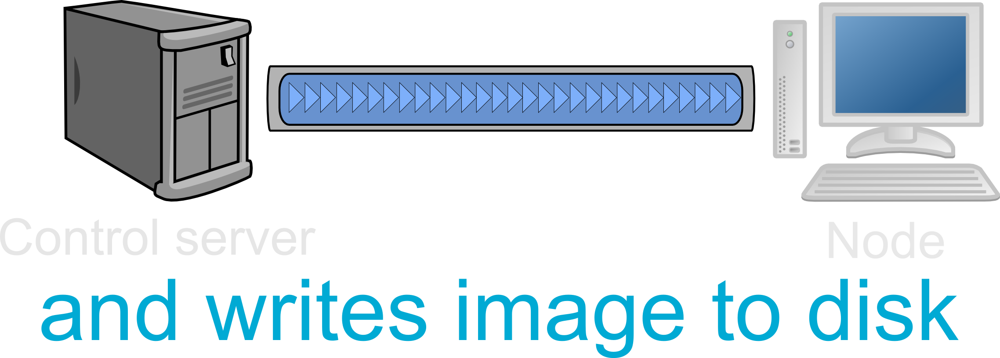 Control server
Node
and writes image to disk